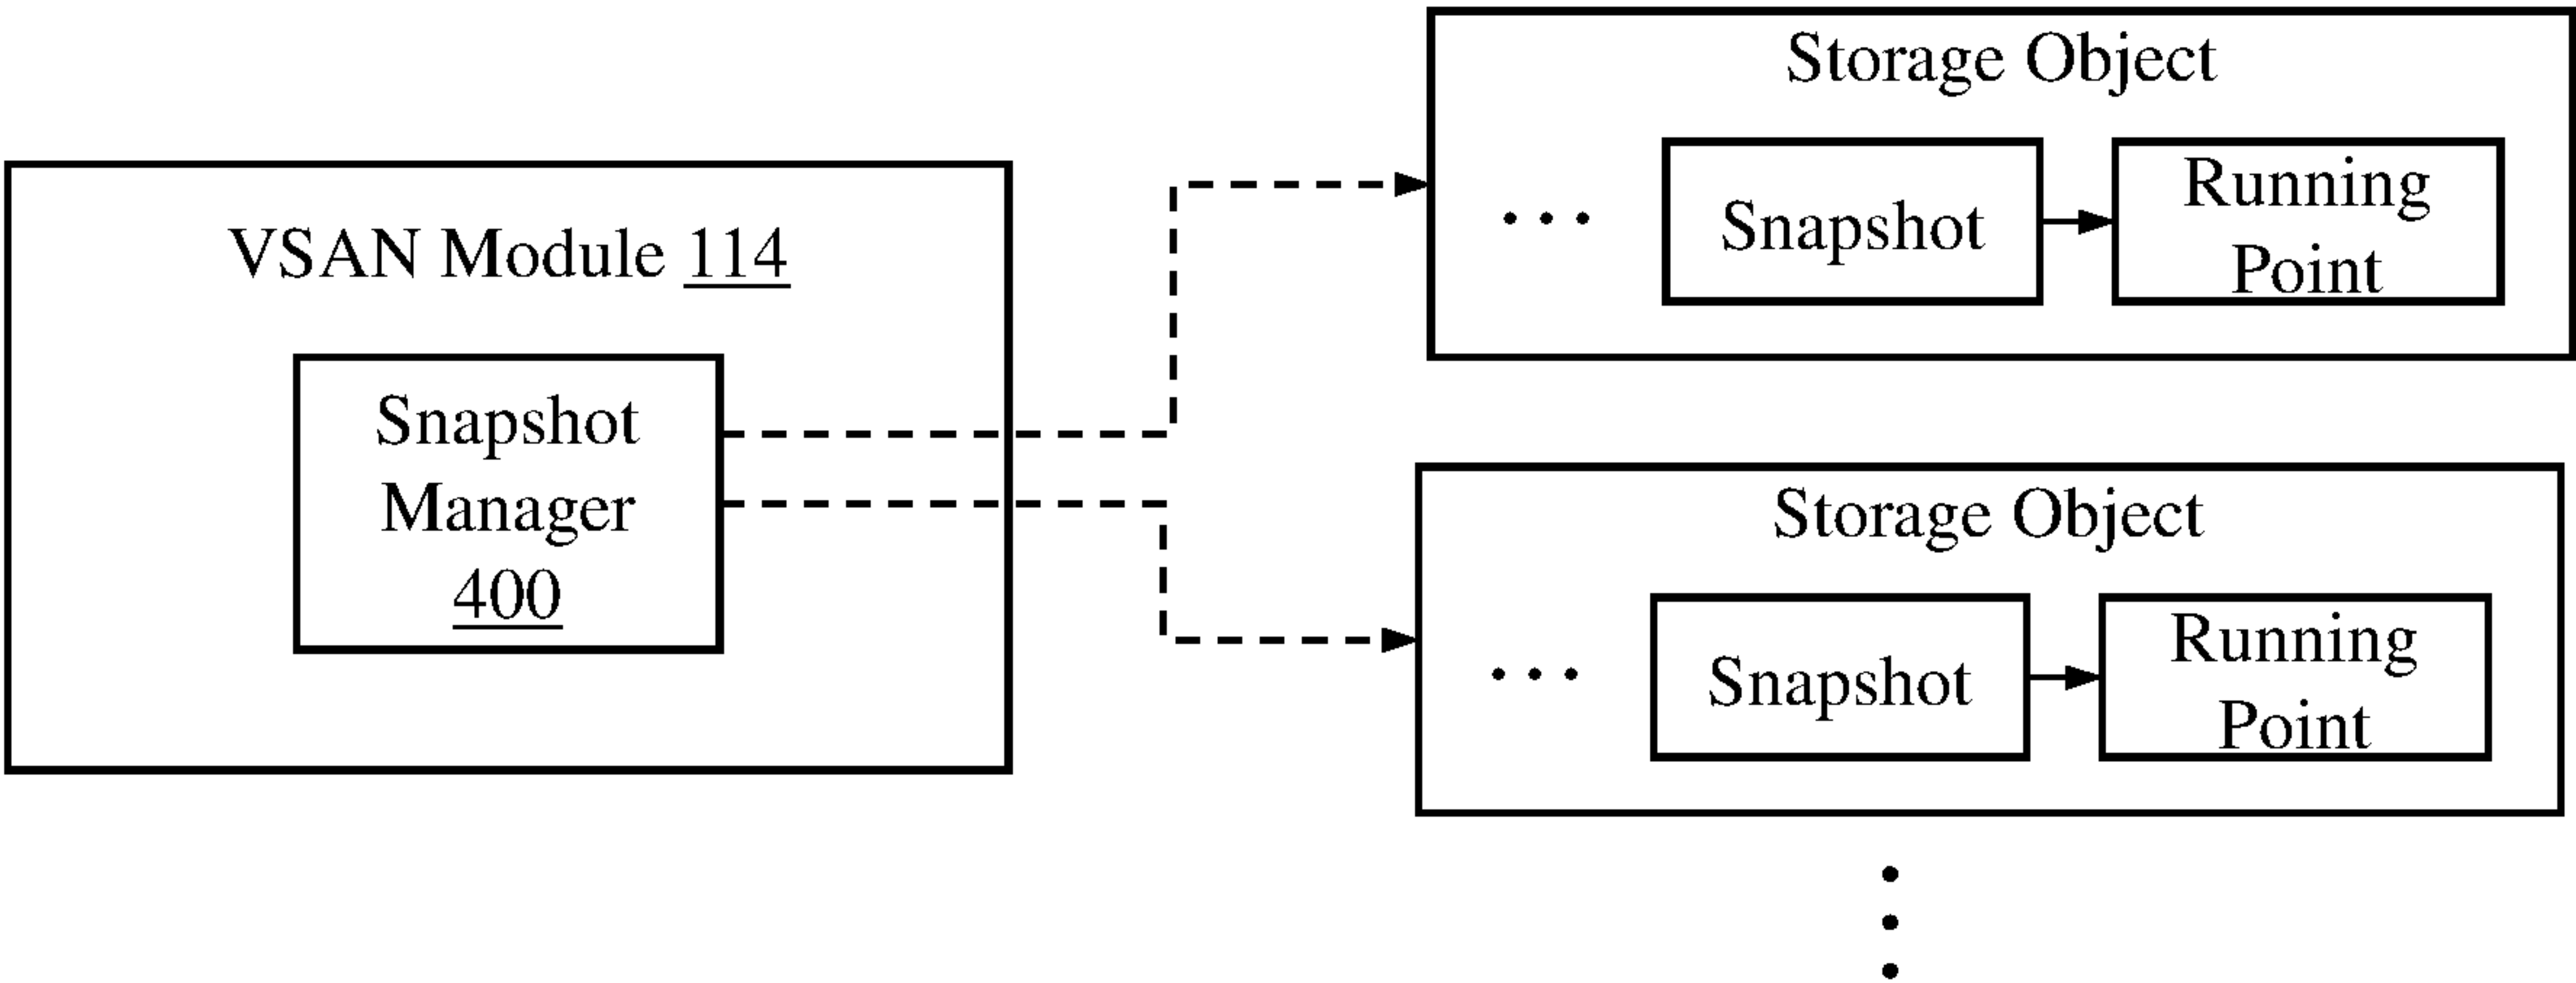 VSAN Module 114
Snapshot
Manager
400
Storage Object
. . .
Snapshot
Running
Point
Storage Object
. . .
Snapshot
Running
Point